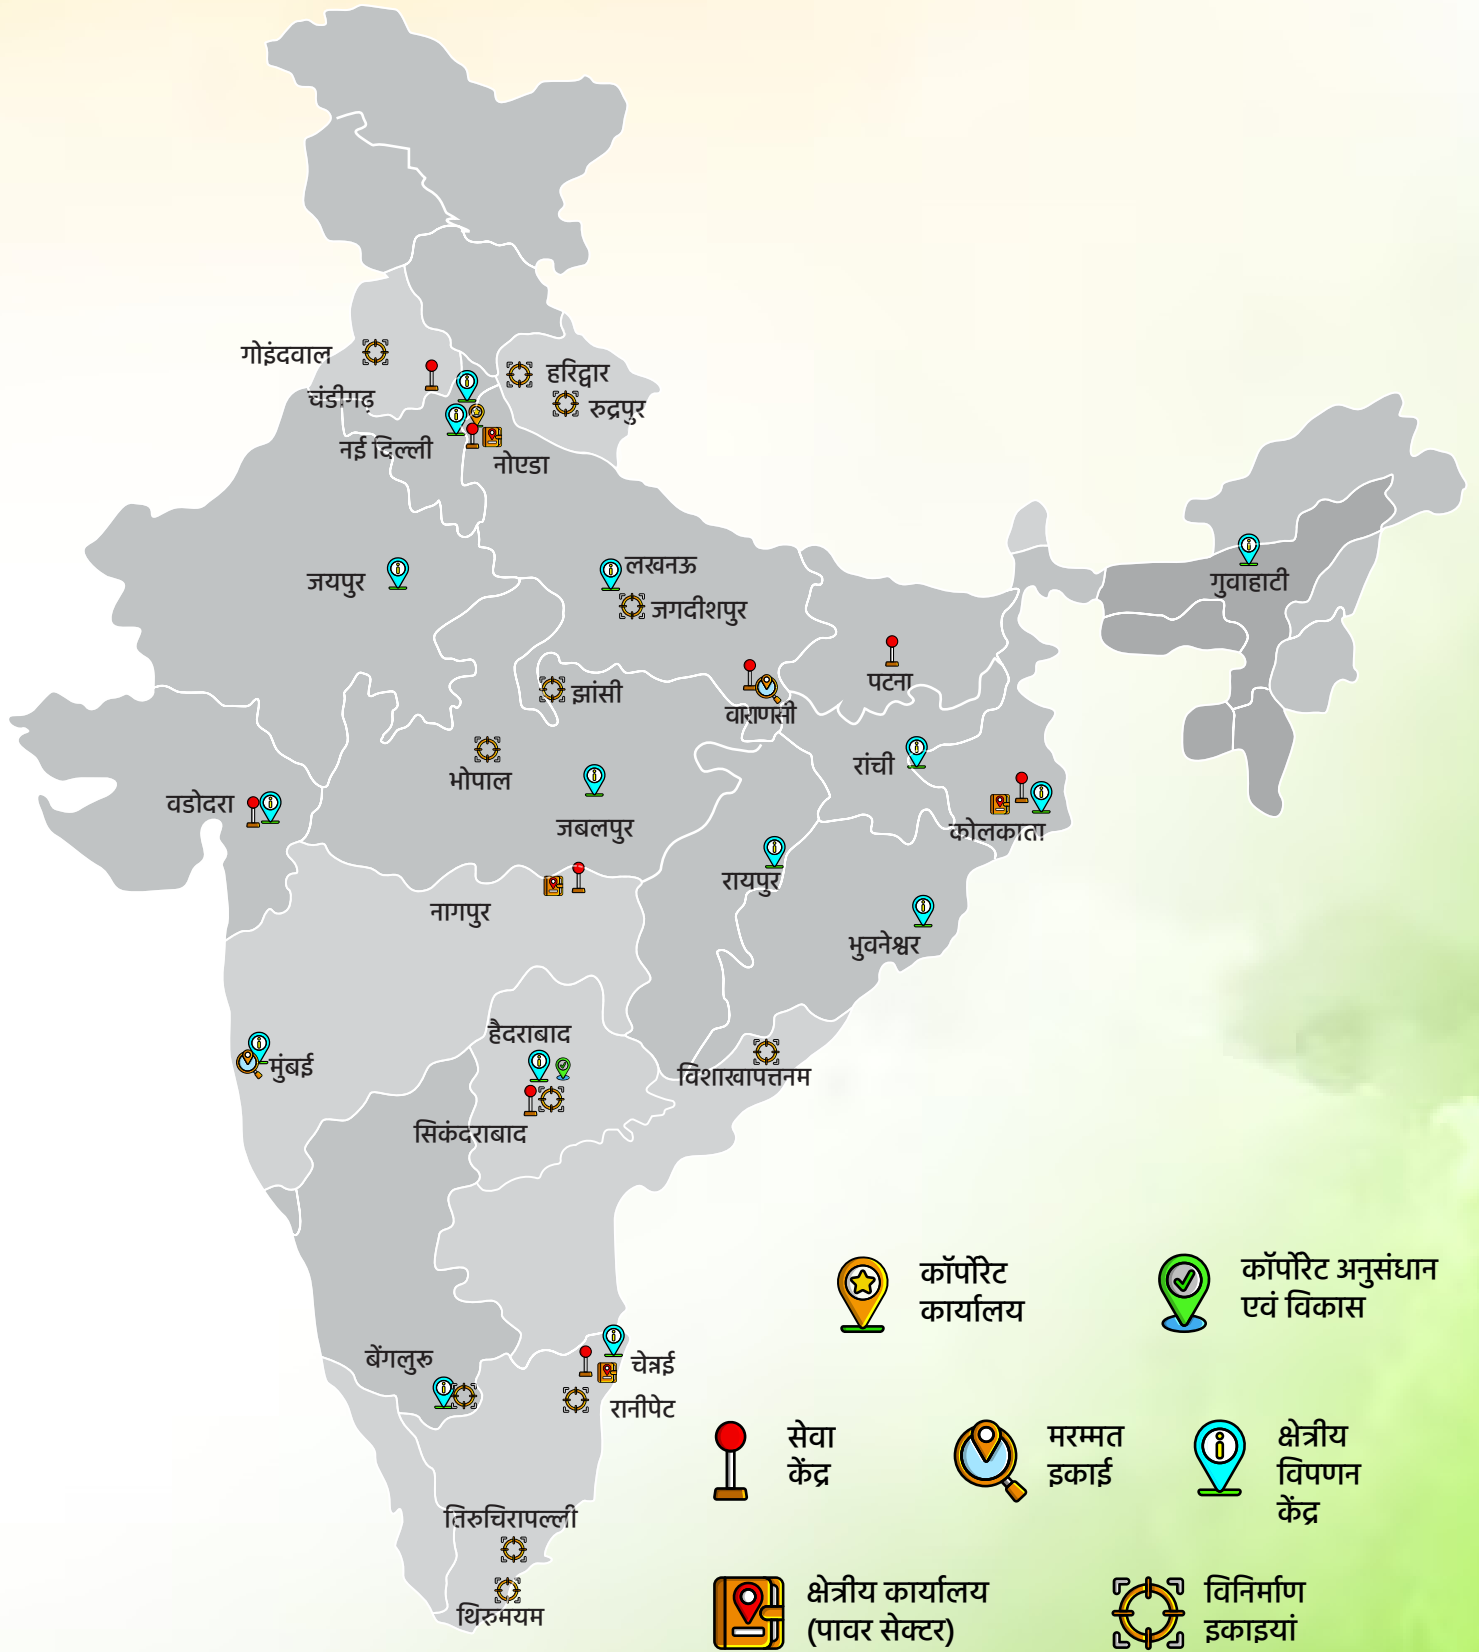 गोइंदवाल
चंडीगढ़
हरिद्वार
रुद्रपुर
नई दिल्ली
नोएडा
लखनऊ
जयपुर
जगदीशपुर
गुवाहाटी
पटना
झांसी
वाराणसी
भोपाल
रांची
वडोदरा
जबलपुर
कोलकाता
रायपुर
नागपुर
भुवनेश्वर
हैदराबाद
मुंबई
विशाखापत्तनम
सिकंदराबाद
बेंगलुरू
चेन्नई
रानीपेट
तिरुचिरापल्ली
थिरुमयम
कॉर्पोरेट
कार्यालय
कॉर्पोरेट अनुसंधान
एवं विकास
सेवा
केंद्र
मरम्मत
इकाई
क्षेत्रीय
विपणन
केंद्र
क्षेत्रीय कार्यालय
(पावर सेक्टर)
विनिर्माण
इकाइयां